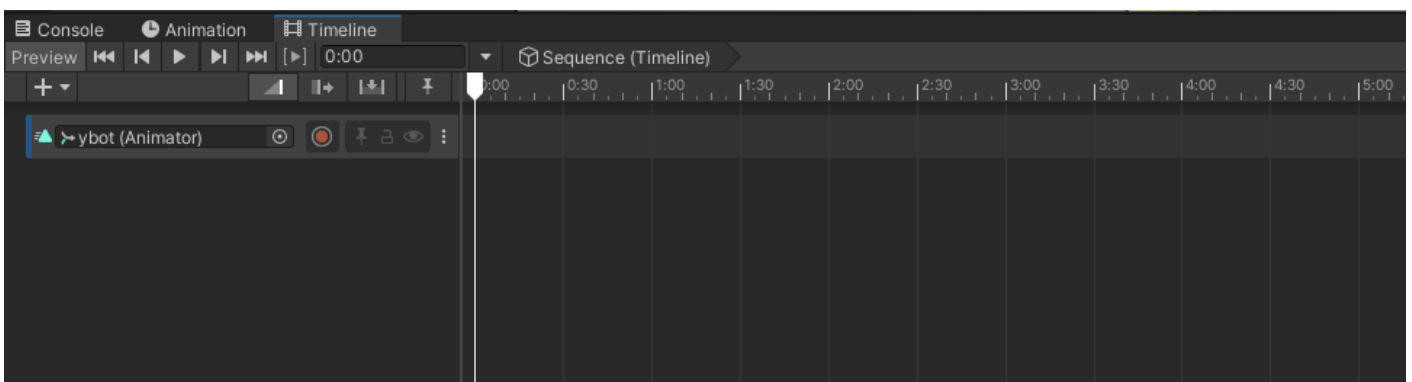 Console Animation Timeline
Preview 0:00 Sequence (Timeline)
0:00 0:30 1:00 1:30 2:00 2:30 3:00 3:30 4:00 4:30 5:00
ybot (Animator)